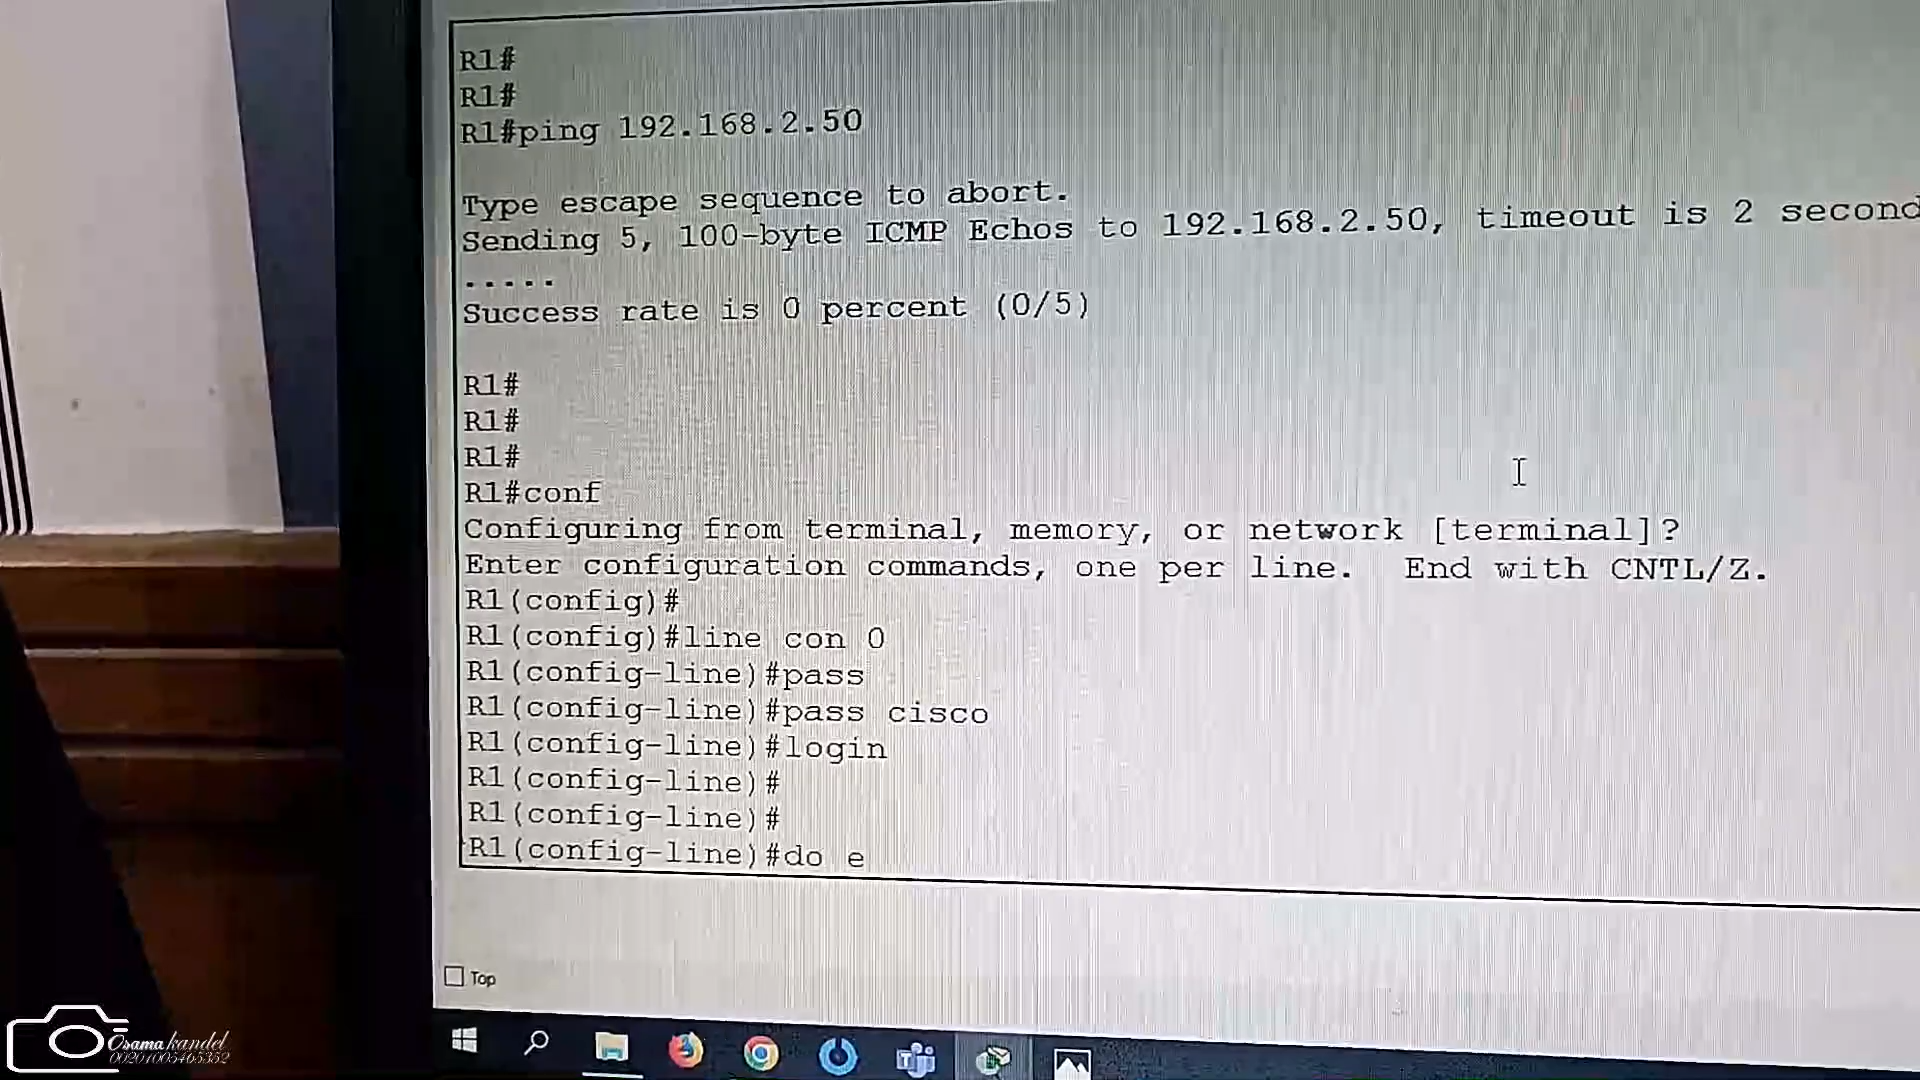 R1#
R1#
R1#ping 192.168.2.50
Type escape sequence to abort.
Sending 5, 100-byte ICMP Echos to 192.168.2.50, timeout is 2 second
.....
Success rate is 0 percent (0/5)
R1#
R1#
R1#
R1#conf
Configuring from terminal, memory, or network [terminal]?
Enter configuration commands, one per line.  End with CNTL/Z.
R1(config)#
R1(config)#line con 0
R1(config-line)#pass
R1(config-line)#pass cisco
R1(config-line)#login
R1(config-line)#
R1(config-line)#
R1(config-line)#do e
Top
Osama kandel
00201005465352